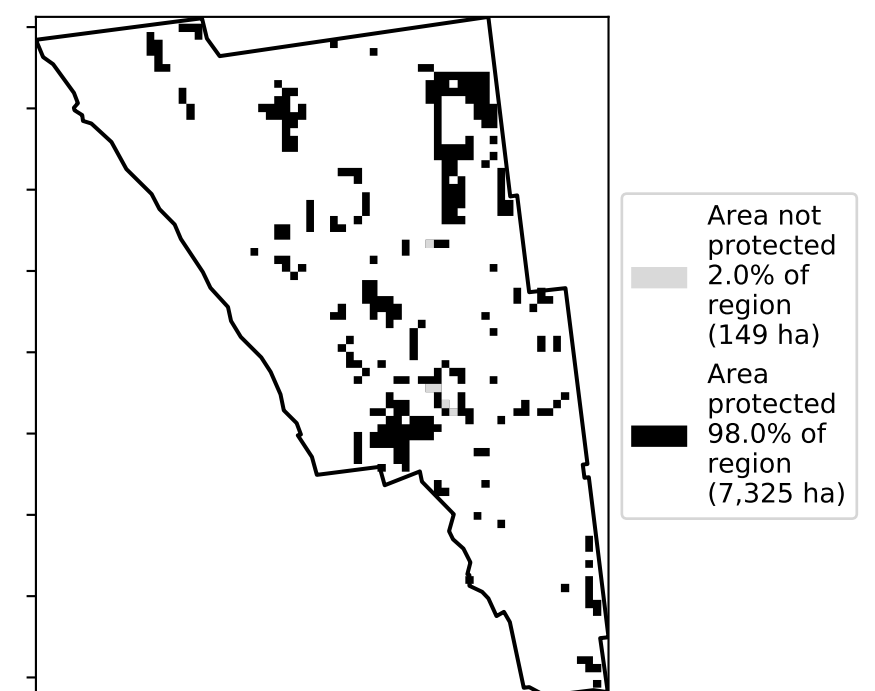 Area not
protected
2.0% of
region
(149 ha)
Area
protected
98.0% of
region
(7,325 ha)